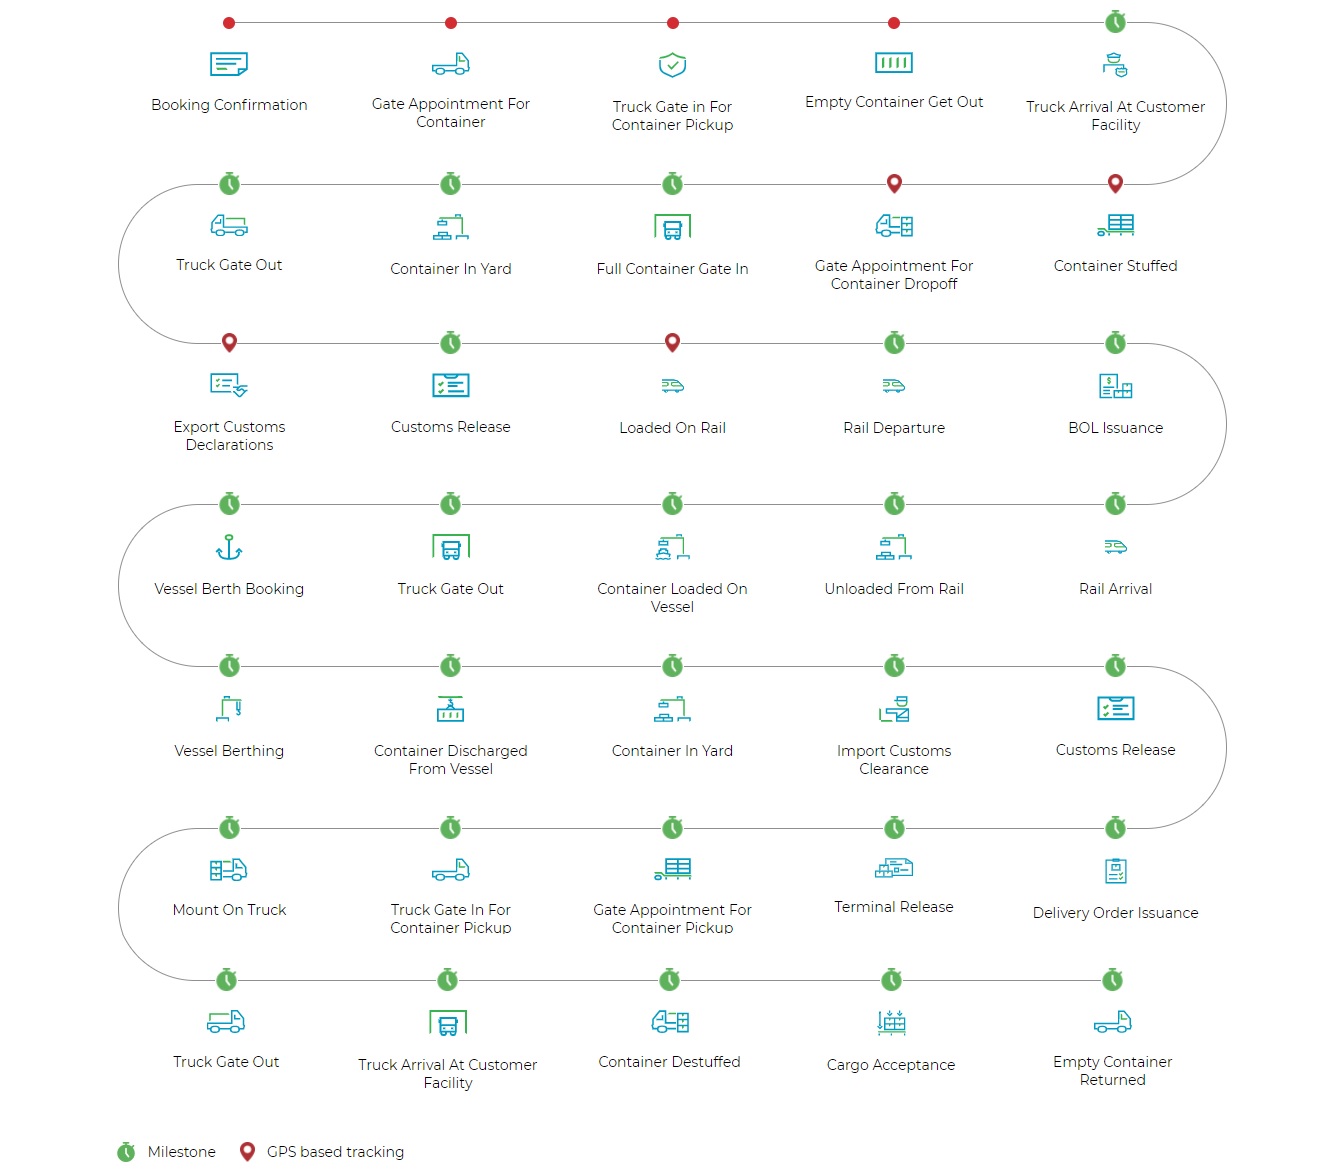 Booking Confirmation
Gate Appointment For
Container
Truck Gate in For
Container Pickup
Empty Container Get Out
Truck Arrival At Customer
Facility
Truck Gate Out
Container In Yard
Full Container Gate In
Gate Appointment For
Container Dropoff
Container Stuffed
Export Customs
Declarations
Customs Release
Loaded On Rail
Rail Departure
BOL Issuance
Vessel Berth Booking
Truck Gate Out
Container Loaded On
Vessel
Unloaded From Rail
Rail Arrival
Vessel Berthing
Container Discharged
From Vessel
Container In Yard
Import Customs
Clearance
Customs Release
Mount On Truck
Truck Gate In For
Container Pickup
Gate Appointment For
Container Pickup
Terminal Release
Delivery Order Issuance
Truck Gate Out
Truck Arrival At Customer
Facility
Container Destuffed
Cargo Acceptance
Empty Container
Returned
Milestone
GPS based tracking